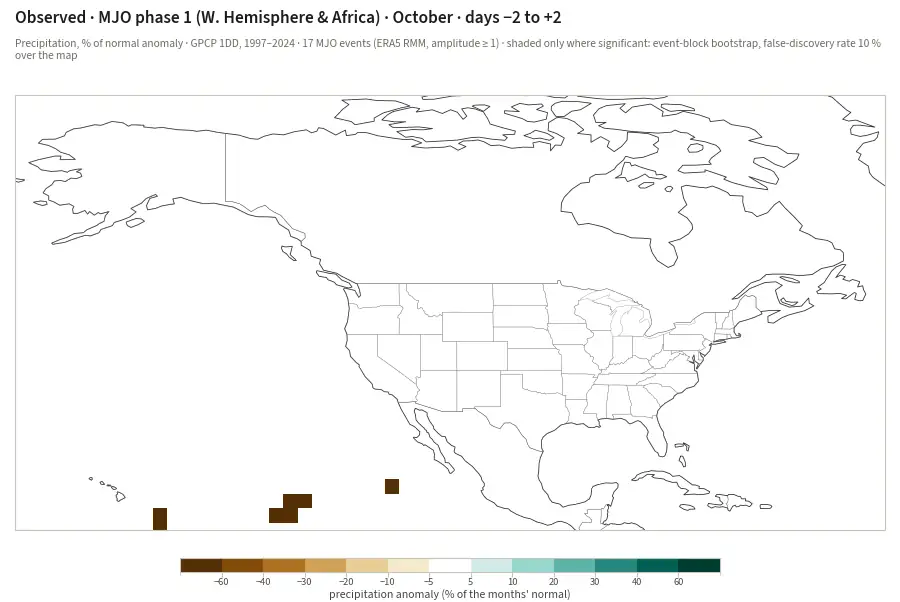 Observed · MJO phase 1 (W. Hemisphere & Africa) · October · days −2 to +2
Precipitation, % of normal anomaly · GPCP 1DD, 1997–2024 · 17 MJO events (ERA5 RMM, amplitude ≥ 1) · shaded only where significant: event-block bootstrap, false-discovery rate 10 %
over the map
−60 −40 −30 −20 −10 −5 5 10 20 30 40 60
precipitation anomaly (% of the months' normal)